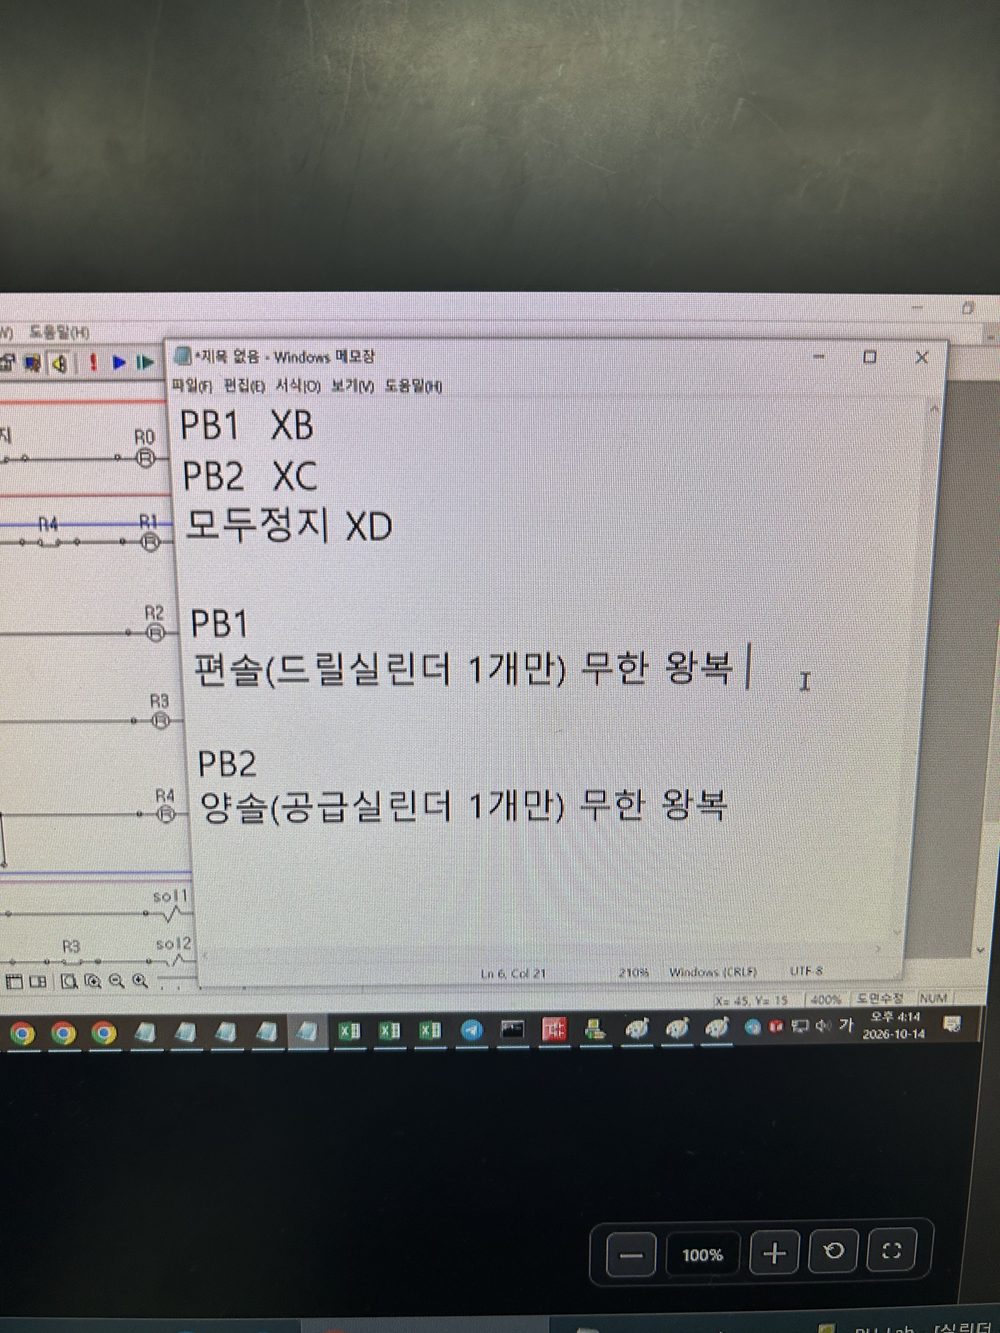 도움말(H)
*제목 없음 - Windows 메모장
파일(F) 편집(E) 서식(O) 보기(V) 도움말(H)
PB1 XB
PB2 XC
모두정지 XD
PB1
편솔(드릴실린더 1개만) 무한 왕복
PB2
양솔(공급실린더 1개만) 무한 왕복
지
R0
R
R4 R1
R
R2
R
R3
R
R4
R
sol1
R3 sol2
Ln 6, Col 21 210% Windows (CRLF) UTF-8
X= 45, Y= 15 400% 도면수정 NUM
가
오후 4:14
2026-10-14
100%